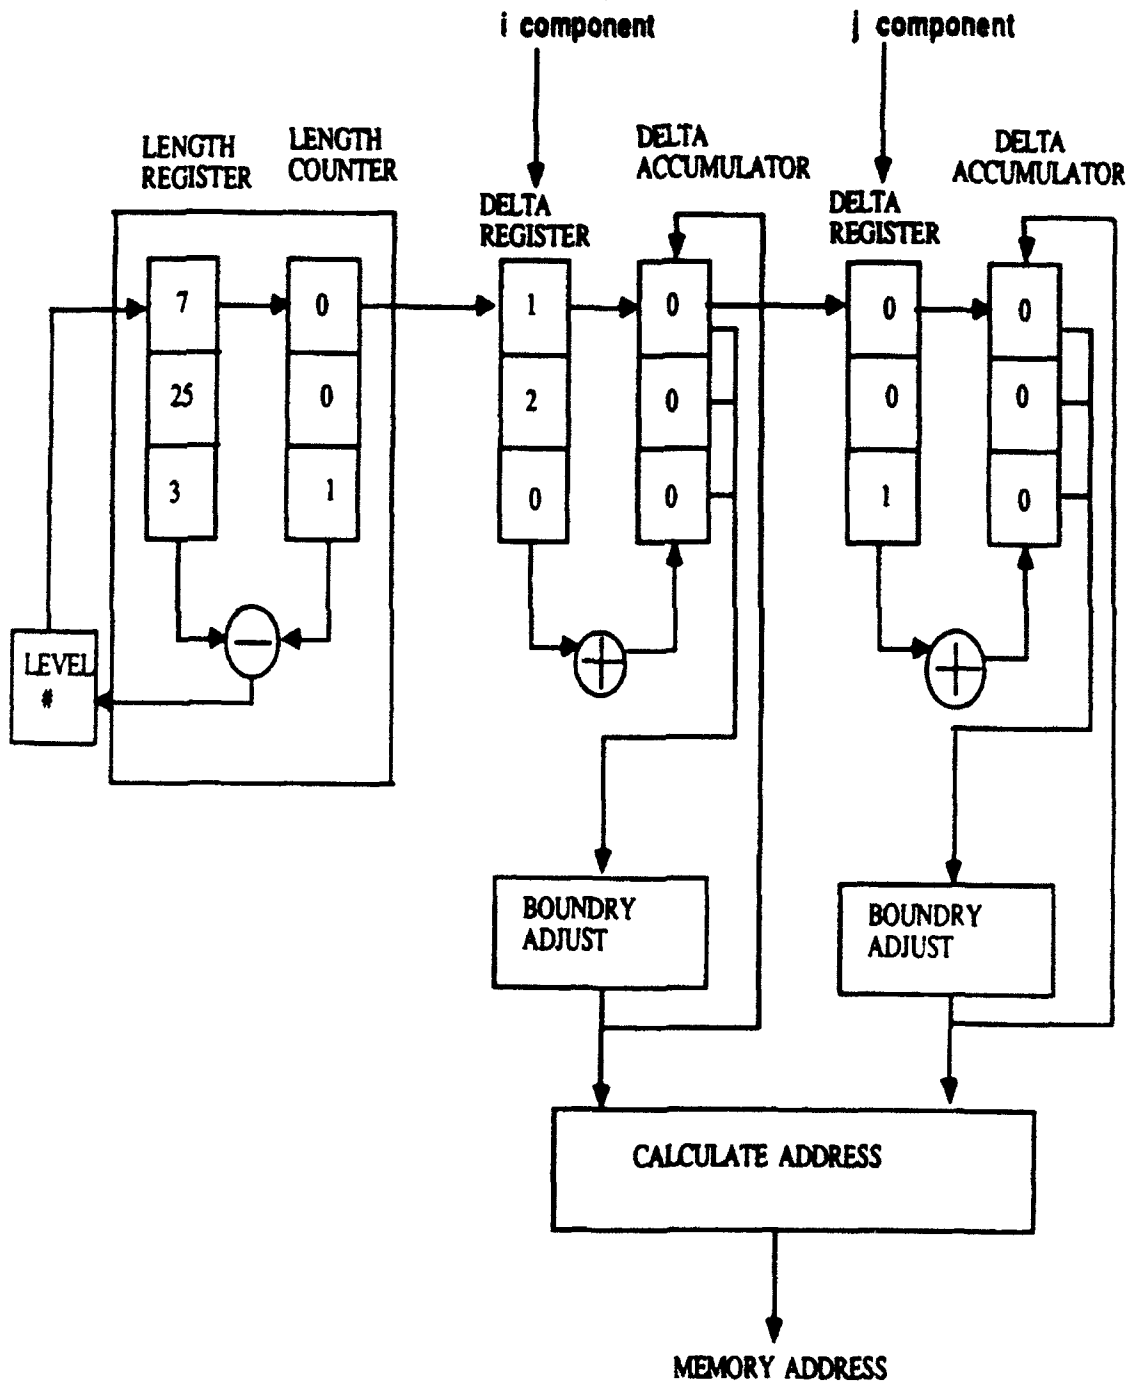 i component
j component
LENGTH
REGISTER
LENGTH
COUNTER
DELTA
REGISTER
DELTA
ACCUMULATOR
DELTA
REGISTER
DELTA
ACCUMULATOR
7 0 1 0 0 0
25 0 2 0 0 0
3 1 0 0 1 0
LEVEL
#
BOUNDRY
ADJUST
BOUNDRY
ADJUST
CALCULATE ADDRESS
MEMORY ADDRESS